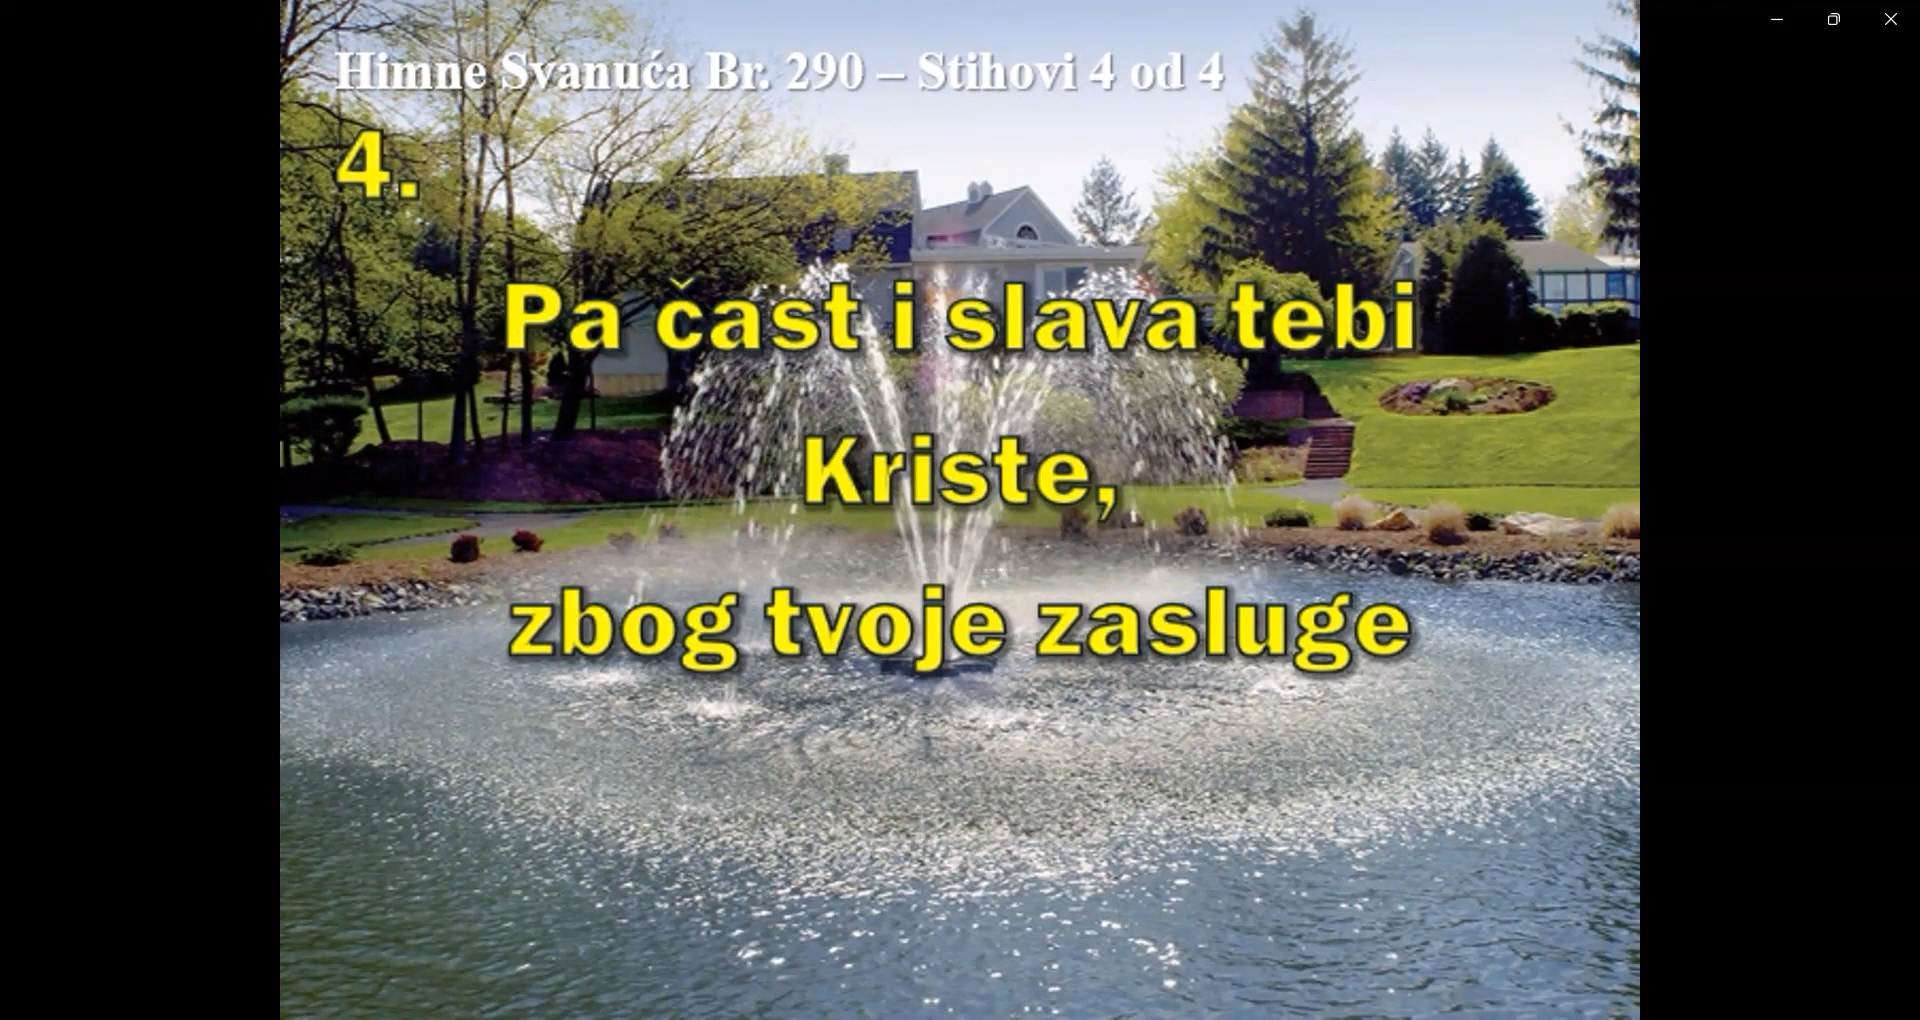 Himne Svanuća Br. 290 – Stihovi 4 od 4
4.
Pa čast i slava tebi
Kriste,
zbog tvoje zasluge